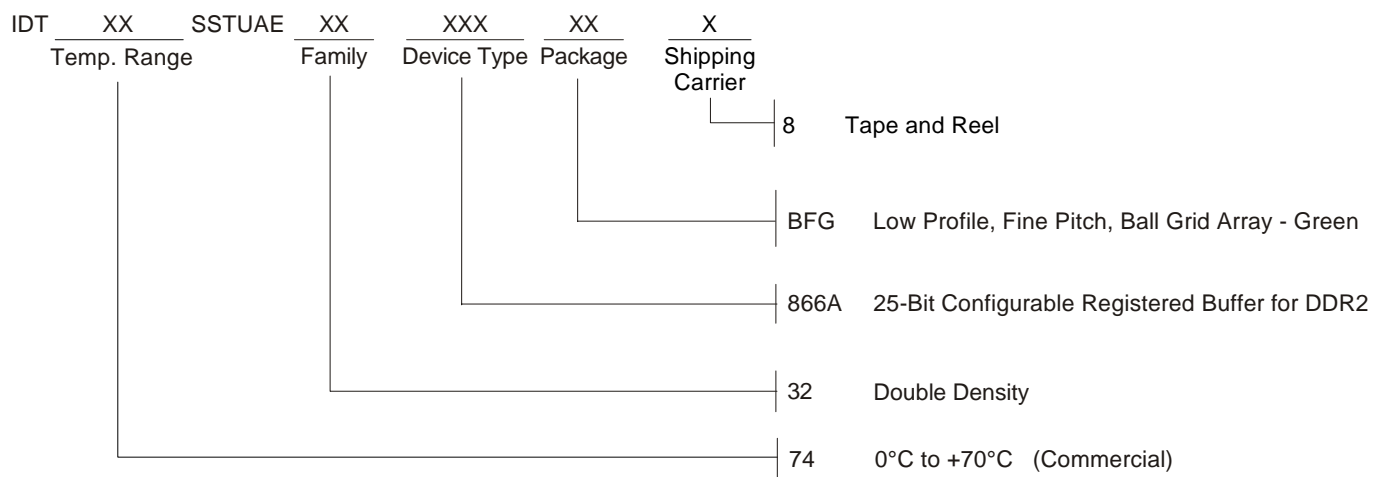 IDT XX SSTUAE XX XXX XX X
Temp. Range Family Device Type Package Shipping
Carrier
8 Tape and Reel
BFG Low Profile, Fine Pitch, Ball Grid Array - Green
866A 25-Bit Configurable Registered Buffer for DDR2
32 Double Density
74 0°C to +70°C (Commercial)